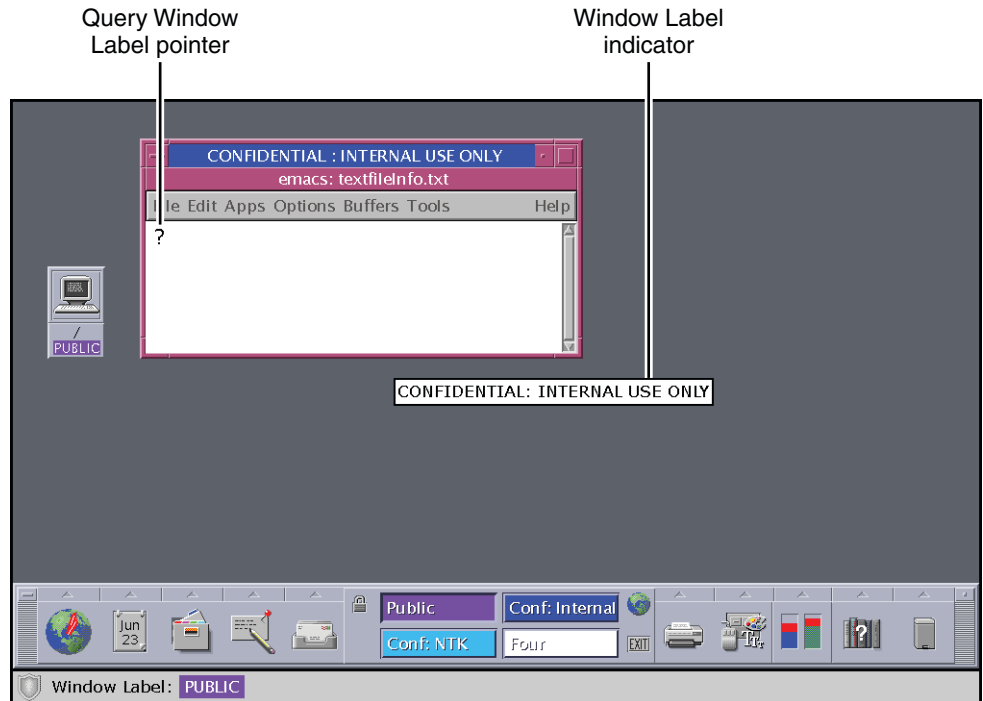 Query Window
Label pointer
Window Label
indicator
CONFIDENTIAL : INTERNAL USE ONLY
emacs: textfileInfo.txt
File Edit Apps Options Buffers Tools Help
?
/
PUBLIC
CONFIDENTIAL: INTERNAL USE ONLY
Jun
23
Public
Conf: Internal
Conf: NTK
Four
EXIT
?
Window Label: PUBLIC